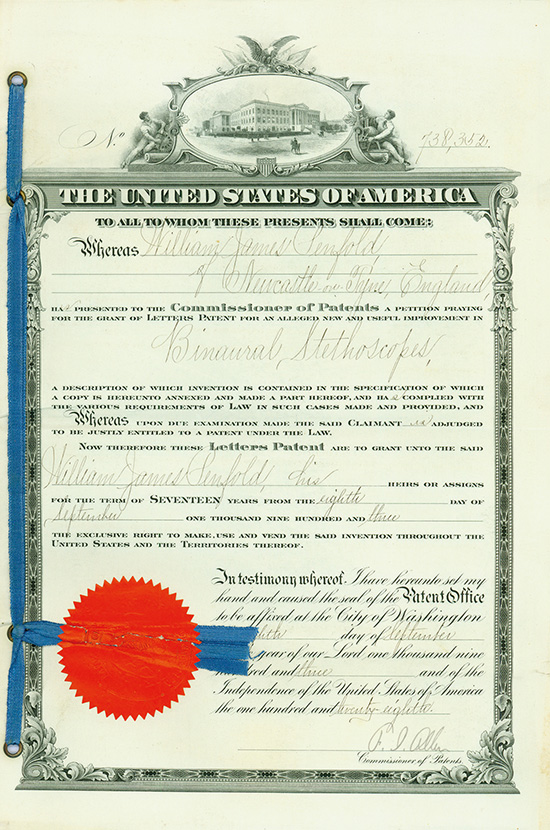 No. 738,352.
THE UNITED STATES OF AMERICA
TO ALL TO WHOM THESE PRESENTS SHALL COME:
Whereas William James Penfold,
of Newcastle on Tyne, England,
HAS PRESENTED TO THE Commissioner of Patents A PETITION PRAYING
FOR THE GRANT OF LETTERS PATENT FOR AN ALLEGED NEW AND USEFUL IMPROVEMENT IN
Binaural, Stethoscopes,
A DESCRIPTION OF WHICH INVENTION IS CONTAINED IN THE SPECIFICATION OF WHICH
A COPY IS HEREUNTO ANNEXED AND MADE A PART HEREOF, AND HAS COMPLIED WITH
THE VARIOUS REQUIREMENTS OF LAW IN SUCH CASES MADE AND PROVIDED, AND
Whereas UPON DUE EXAMINATION MADE THE SAID CLAIMANT is ADJUDGED
TO BE JUSTLY ENTITLED TO A PATENT UNDER THE LAW.
NOW THEREFORE THESE Letters Patent ARE TO GRANT UNTO THE SAID
William James Penfold, his HEIRS OR ASSIGNS
FOR THE TERM OF SEVENTEEN YEARS FROM THE eighth DAY OF
September ONE THOUSAND NINE HUNDRED AND three
THE EXCLUSIVE RIGHT TO MAKE, USE AND VEND THE SAID INVENTION THROUGHOUT THE
UNITED STATES AND THE TERRITORIES THEREOF.
In testimony whereof, I have hereunto set my
hand and caused the seal of the Patent Office
to be affixed at the City of Washington
day of September
year of our Lord one thousand nine
and three and of the
Independence of the United States of America
the one hundred and twenty-eighth.
F. I. Allen
Commissioner of Patents.